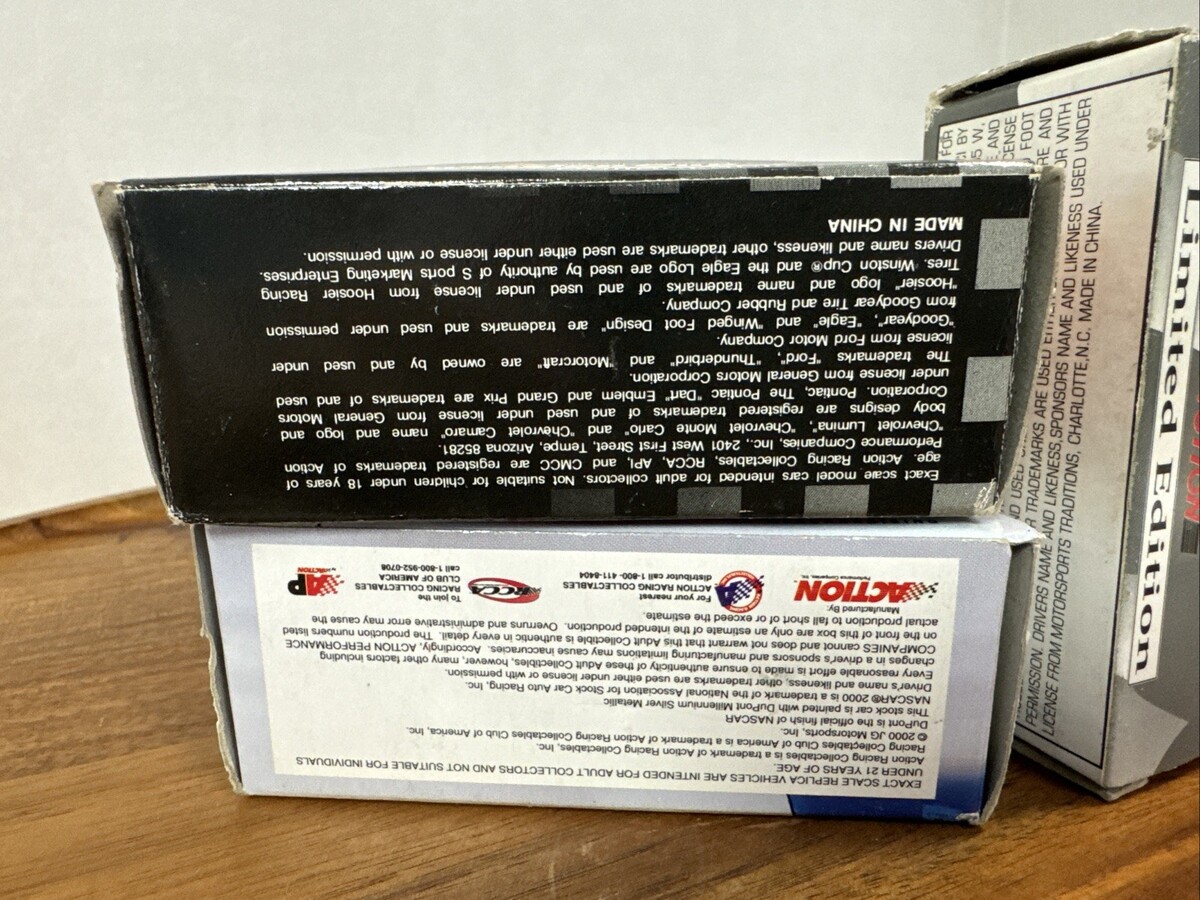 Exact scale model cars intended for adult collectors. Not suitable for children under 18 years of
age. Action Racing Collectables, RCCA, API, and CMCC are registered trademarks of Action
Performance Companies, Inc., 2401 West First Street, Tempe, Arizona 85281.
"Chevrolet Lumina", "Chevrolet Monte Carlo" and "Chevrolet Camaro" name and logo and
body designs are registered trademarks of and used under license from General Motors
Corporation. Pontiac, The Pontiac "Dart" Emblem and Grand Prix are trademarks of and used
under license from General Motors Corporation.
The trademarks "Ford", "Thunderbird" and "Motorcraft" are owned by and used under
license from Ford Motor Company.
"Goodyear", "Eagle" and "Winged Foot Design" are trademarks and used under permission
from Goodyear Tire and Rubber Company.
"Hoosier" logo and name trademarks of and used under license from Hoosier Racing
Tires. Winston Cup® and the Eagle Logo are used by authority of S ports Marketing Enterprises.
Drivers name and likeness, other trademarks are used either under license or with permission.
MADE IN CHINA
EXACT SCALE REPLICA VEHICLES ARE INTENDED FOR ADULT COLLECTORS AND NOT SUITABLE FOR INDIVIDUALS
UNDER 21 YEARS OF AGE.
Action Racing Collectables is a trademark of Action Racing Collectables, Inc.
Racing Collectables Club of America is a trademark of Action Racing Collectables Club of America, Inc.
© 2000 JG Motorsports, Inc.
DuPont is the official finish of NASCAR
This stock car is painted with DuPont Millennium Silver Metallic
NASCAR® 2000 is a trademark of the National Association for Stock Car Auto Racing, Inc.
Driver's name and likeness, other trademarks are used either under license or with permission.
Every reasonable effort is made to ensure authenticity of these Adult Collectibles, however, many other factors including
changes in a driver's sponsors and manufacturing limitations may cause inaccuracies. Accordingly, ACTION PERFORMANCE
COMPANIES cannot and does not warrant that this Adult Collectible is authentic in every detail. The production numbers listed
on the front of this box are only an estimate of the intended production. Overruns and administrative error may cause the
actual production to fall short of or exceed the estimate.
Manufactured By:
ACTION
Performance Companies, Inc.
For your nearest
ACTION RACING COLLECTABLES
distributor call 1-800-411-8404
RCCA
To join the
RACING COLLECTABLES
CLUB OF AMERICA
call 1-800-952-0708
AP
by ACTION
FOR
BY
W.
AND
LICENSE
FOOT
AND
OR WITH
PERMISSION. DRIVERS NAME AND LIKENESS, SPONSORS NAME AND LIKENESS USED UNDER
LICENSE FROM MOTORSPORTS TRADITIONS, CHARLOTTE, N.C. MADE IN CHINA.
Limited Edition